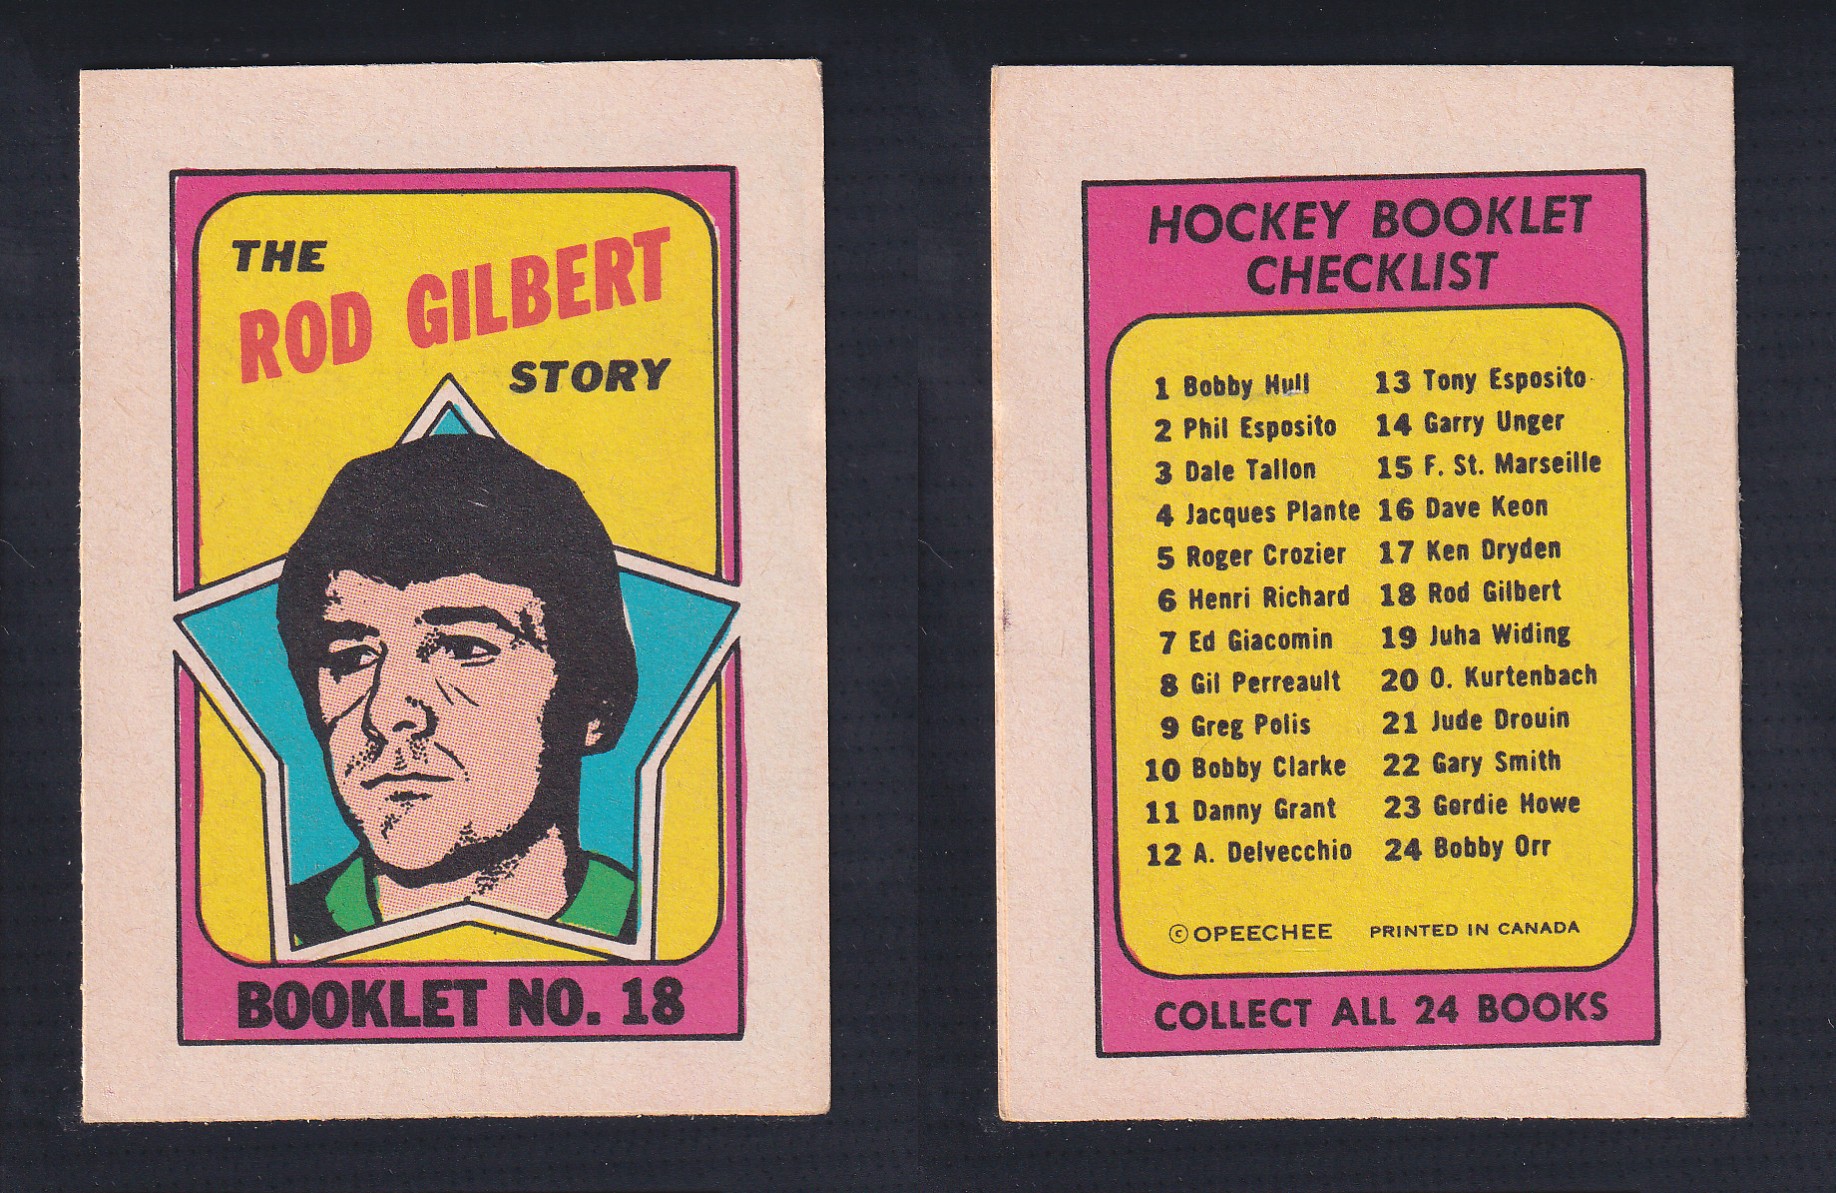 THE
ROD GILBERT
STORY
BOOKLET NO. 18
HOCKEY BOOKLET
CHECKLIST
1 Bobby Hull
2 Phil Esposito
3 Dale Tallon
4 Jacques Plante
5 Roger Crozier
6 Henri Richard
7 Ed Giacomin
8 Gil Perreault
9 Greg Polis
10 Bobby Clarke
11 Danny Grant
12 A. Delvecchio
13 Tony Esposito
14 Garry Unger
15 F. St. Marseille
16 Dave Keon
17 Ken Dryden
18 Rod Gilbert
19 Juha Widing
20 O. Kurtenbach
21 Jude Drouin
22 Gary Smith
23 Gordie Howe
24 Bobby Orr
© OPEECHEE PRINTED IN CANADA
COLLECT ALL 24 BOOKS